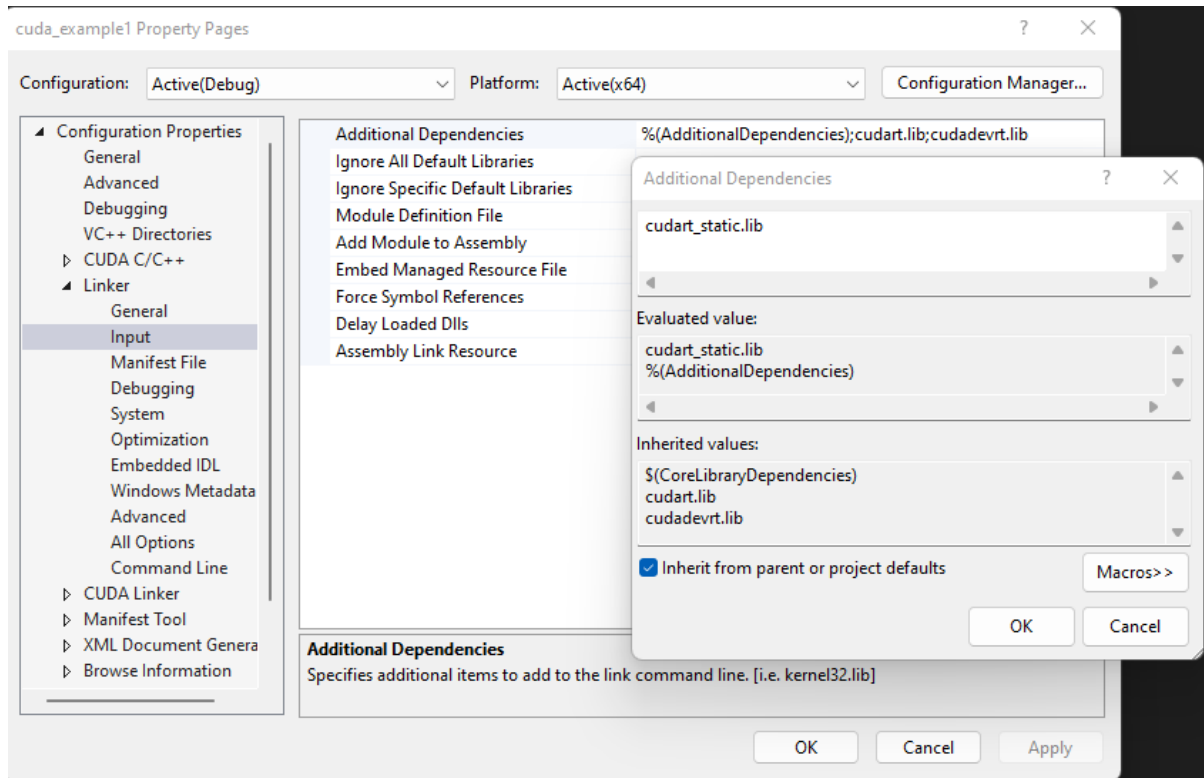 cuda_example1 Property Pages
?
Configuration: Active(Debug) Platform: Active(x64) Configuration Manager...
Configuration Properties
General
Advanced
Debugging
VC++ Directories
CUDA C/C++
Linker
General
Input
Manifest File
Debugging
System
Optimization
Embedded IDL
Windows Metadata
Advanced
All Options
Command Line
CUDA Linker
Manifest Tool
XML Document Genera
Browse Information
Additional Dependencies %(AdditionalDependencies);cudart.lib;cudadevrt.lib
Ignore All Default Libraries
Ignore Specific Default Libraries
Module Definition File
Add Module to Assembly
Embed Managed Resource File
Force Symbol References
Delay Loaded Dlls
Assembly Link Resource
Additional Dependencies
Specifies additional items to add to the link command line. [i.e. kernel32.lib]
Additional Dependencies ?
cudart_static.lib
Evaluated value:
cudart_static.lib
%(AdditionalDependencies)
Inherited values:
$(CoreLibraryDependencies)
cudart.lib
cudadevrt.lib
Inherit from parent or project defaults
Macros>>
OK Cancel
OK Cancel Apply